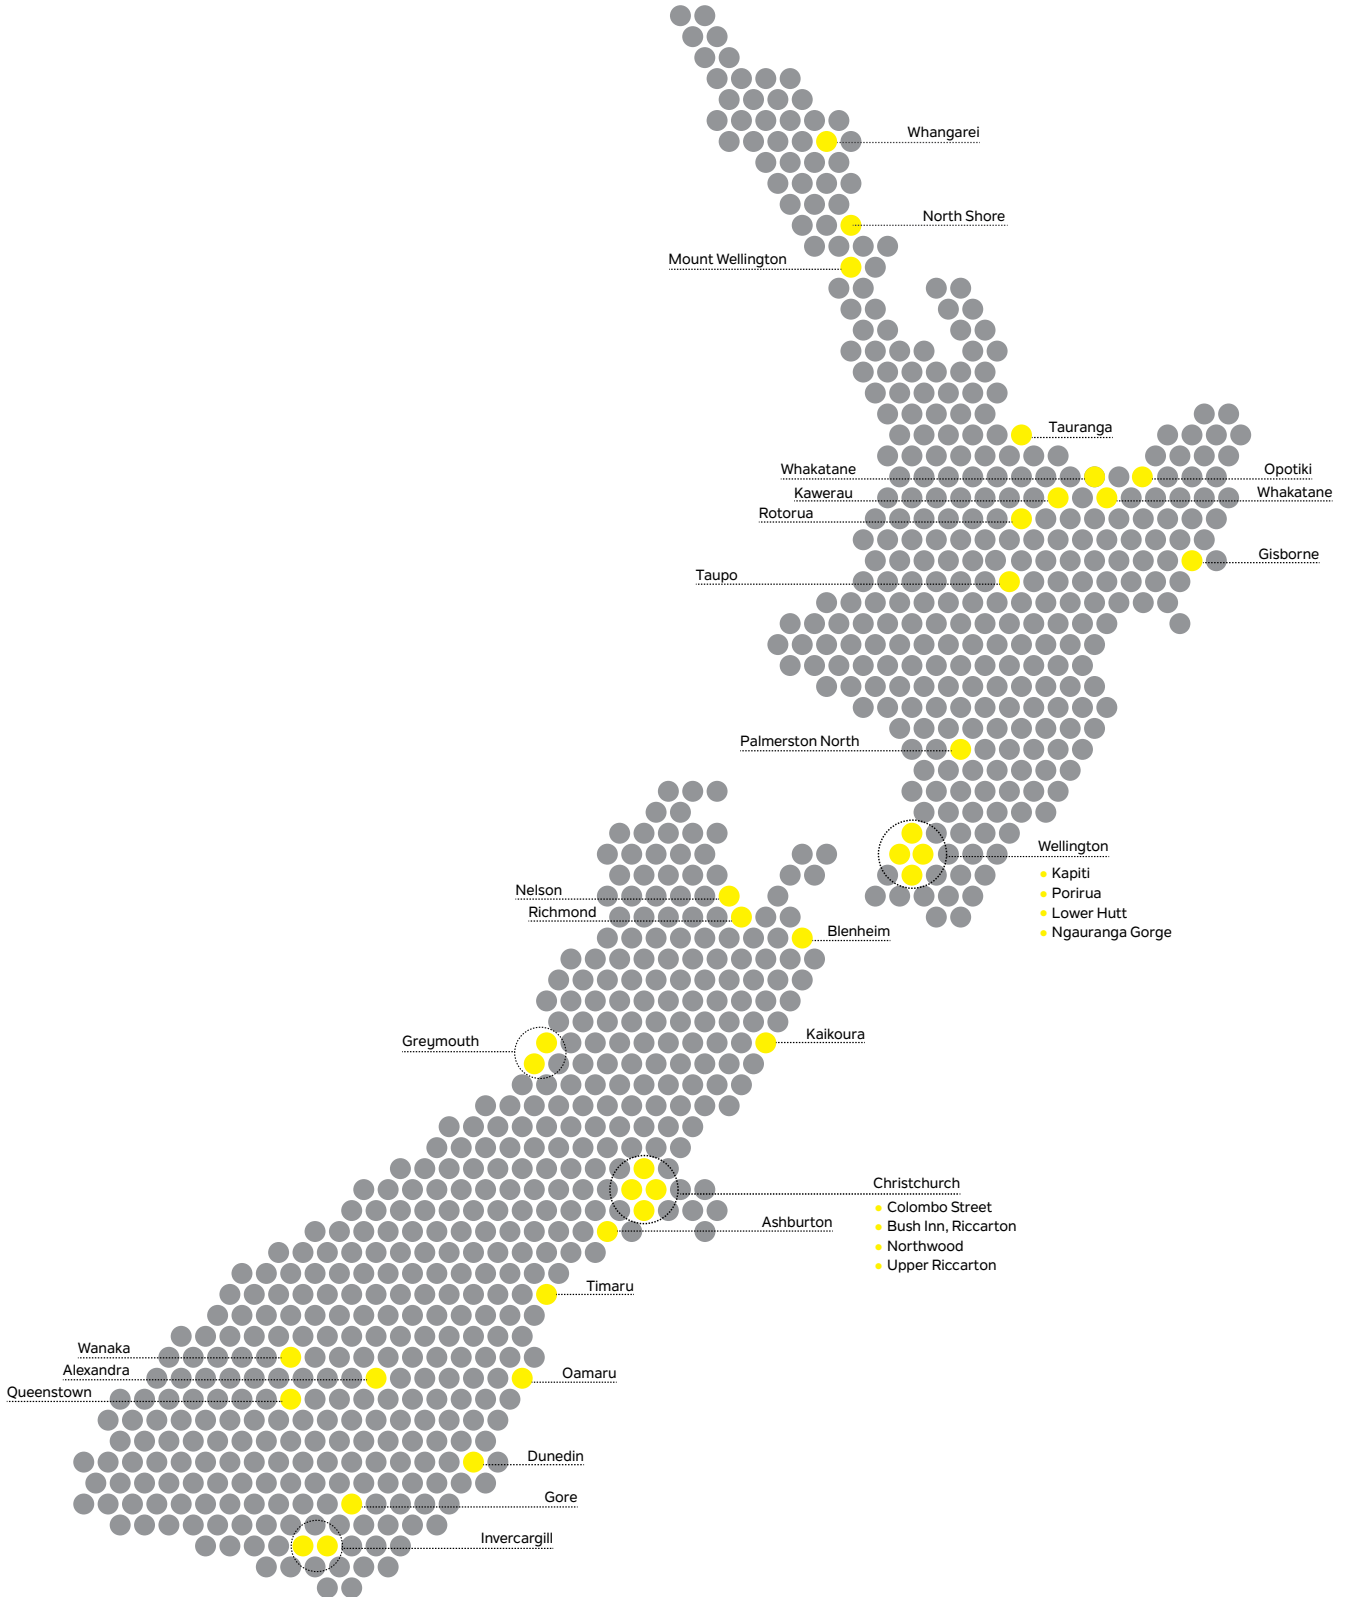 Whangarei
North Shore
Mount Wellington
Tauranga
Whakatane
Opotiki
Kawerau
Whakatane
Rotorua
Gisborne
Taupo
Palmerston North
Wellington
Kapiti
Porirua
Lower Hutt
Ngauranga Gorge
Nelson
Richmond
Blenheim
Greymouth
Kaikoura
Christchurch
Colombo Street
Bush Inn, Riccarton
Northwood
Upper Riccarton
Ashburton
Timaru
Wanaka
Alexandra
Oamaru
Queenstown
Dunedin
Gore
Invercargill